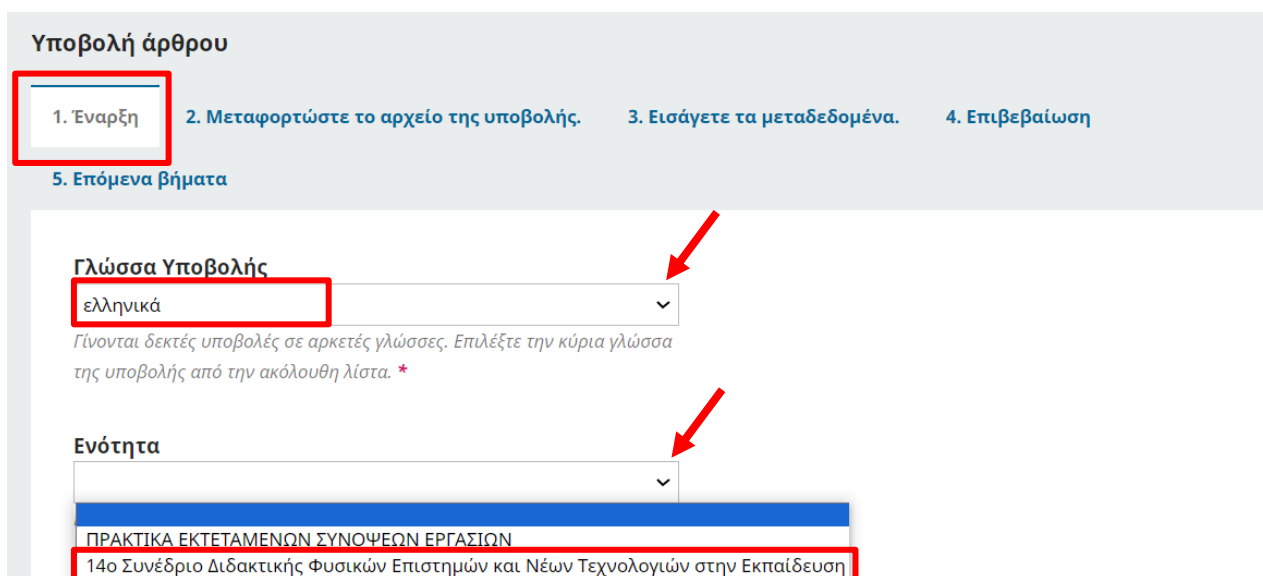 Υποβολή άρθρου
1. Έναρξη 2. Μεταφορτώστε το αρχείο της υποβολής. 3. Εισάγετε τα μεταδεδομένα. 4. Επιβεβαίωση
5. Επόμενα βήματα
Γλώσσα Υποβολής
ελληνικά
Γίνονται δεκτές υποβολές σε αρκετές γλώσσες. Επιλέξτε την κύρια γλώσσα
της υποβολής από την ακόλουθη λίστα. *
Ενότητα
ΠΡΑΚΤΙΚΑ ΕΚΤΕΤΑΜΕΝΩΝ ΣΥΝΟΨΕΩΝ ΕΡΓΑΣΙΩΝ
14ο Συνέδριο Διδακτικής Φυσικών Επιστημών και Νέων Τεχνολογιών στην Εκπαίδευση